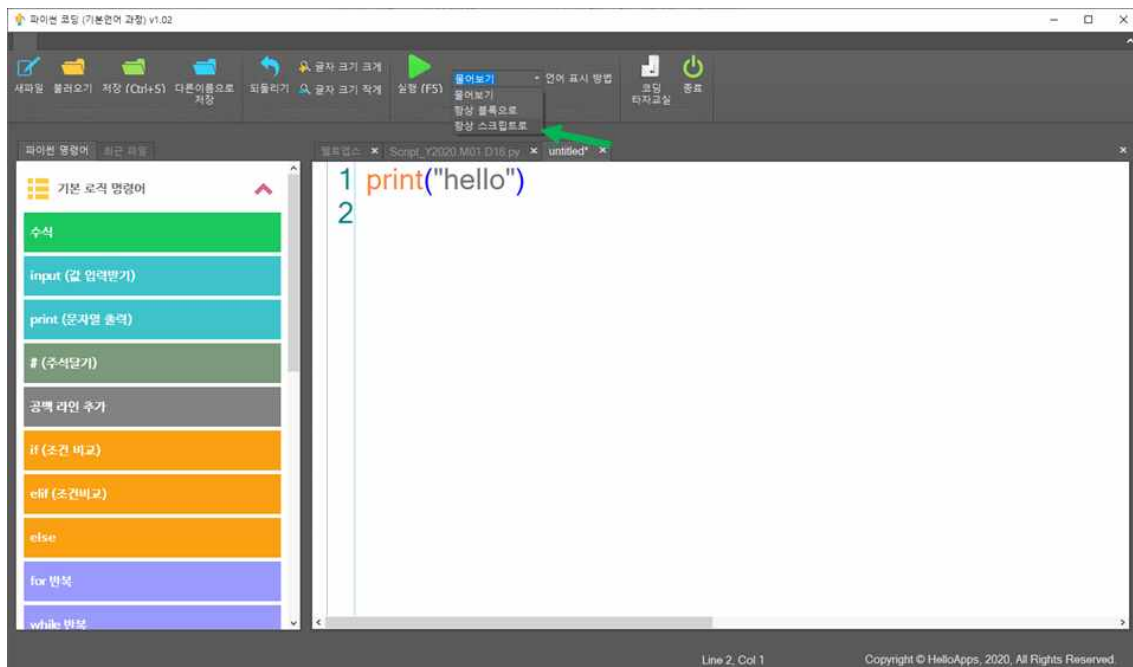 파이썬 코딩 (기본언어 과정) v1.02
새파일 불러오기 저장 (Ctrl+S) 다른이름으로 저장 되돌리기
글자 크기 크게
글자 크기 작게
실행 (F5)
물어보기 언어 표시 방법
물어보기
항상 블록으로
항상 스크립트로
코딩
타자교실
종료
파이썬 명령어 최근 파일
헬로앱스 Script_Y2020.M01.D16.py untitled*
기본 로직 명령어
수식
input (값 입력받기)
print (문자열 출력)
# (주석달기)
공백 라인 추가
if (조건 비교)
elif (조건비교)
else
for 반복
while 반복
1 print("hello")
2
Line 2, Col 1
Copyright © HelloApps, 2020, All Rights Reserved.